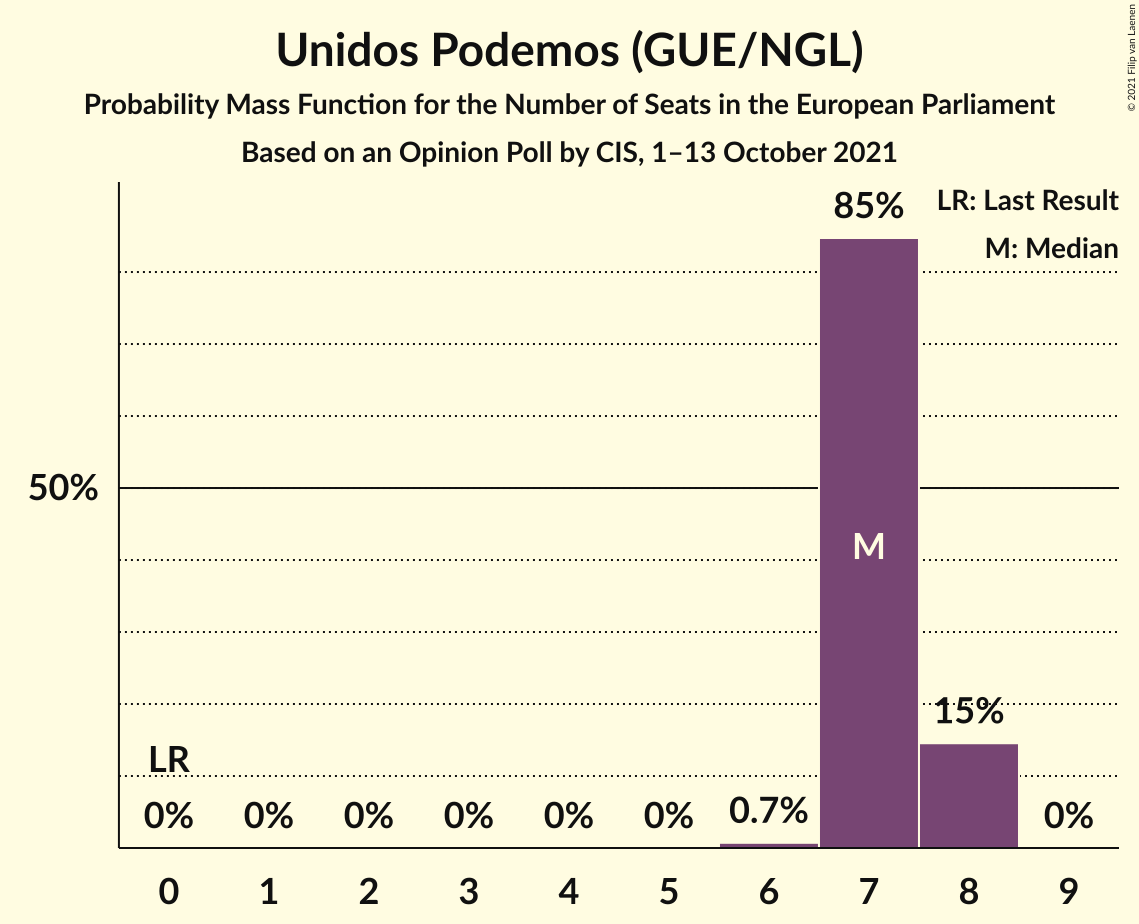 Unidos Podemos (GUE/NGL)
Probability Mass Function for the Number of Seats in the European Parliament
Based on an Opinion Poll by CIS, 1–13 October 2021
© 2021 Filip van Laenen
LR: Last Result
M: Median
85%
50%
M
15%
LR
0% 0% 0% 0% 0% 0% 0.7% 0%
0 1 2 3 4 5 6 7 8 9